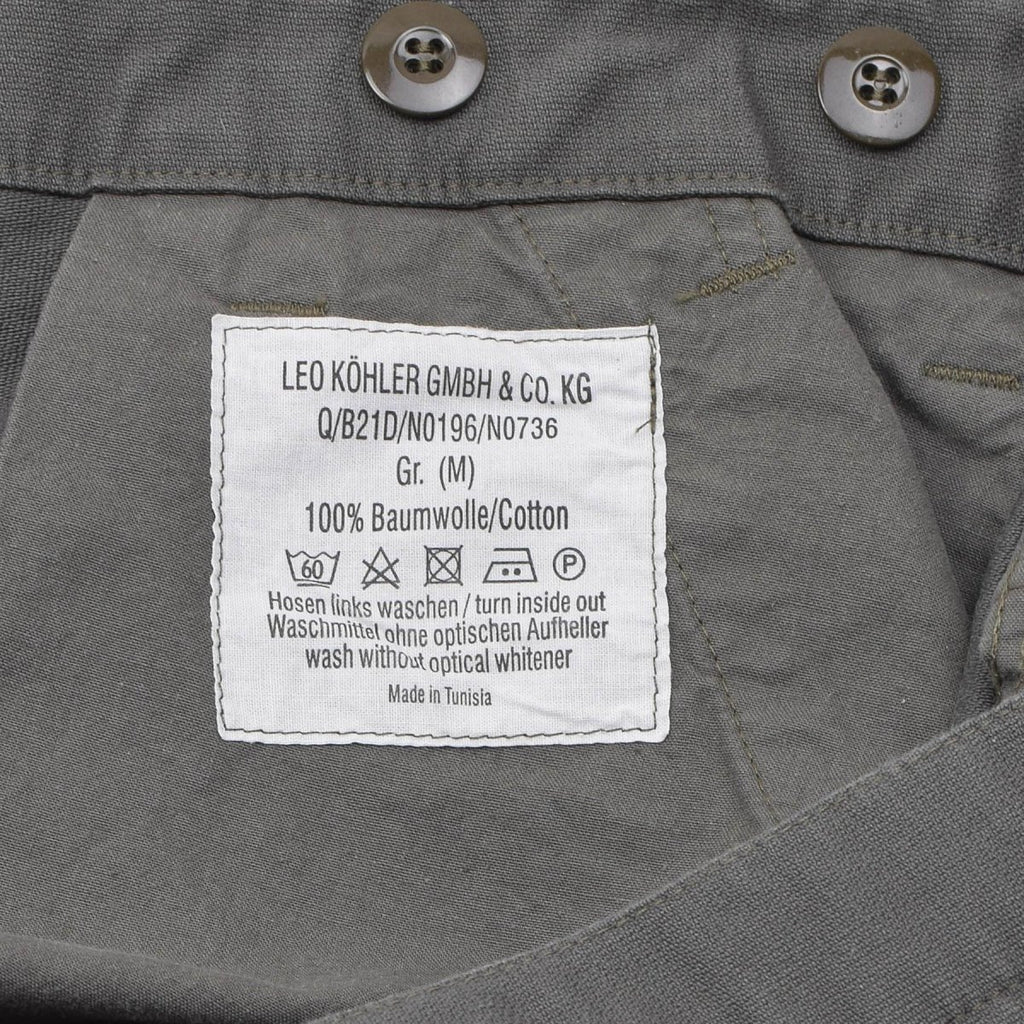 LEO KÖHLER GMBH & CO. KG
Q/B21D/N0196/N0736
Gr. (M)
100% Baumwolle/Cotton
60 P
Hosen links waschen / turn inside out
Waschmittel ohne optischen Aufheller
wash without optical whitener
Made in Tunisia